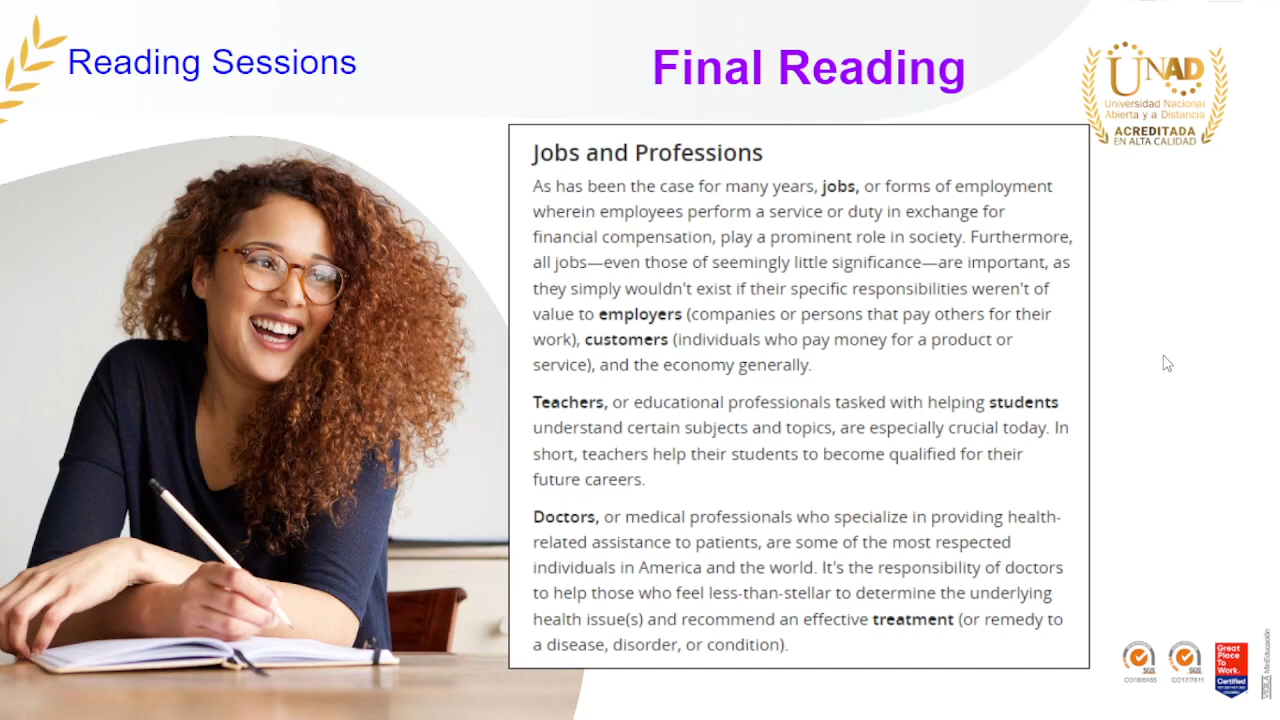 Reading Sessions
Final Reading
UNAD
Universidad Nacional
Abierta y a Distancia
ACREDITADA
EN ALTA CALIDAD
Jobs and Professions
As has been the case for many years, jobs, or forms of employment
wherein employees perform a service or duty in exchange for
financial compensation, play a prominent role in society. Furthermore,
all jobs—even those of seemingly little significance—are important, as
they simply wouldn't exist if their specific responsibilities weren't of
value to employers (companies or persons that pay others for their
work), customers (individuals who pay money for a product or
service), and the economy generally.
Teachers, or educational professionals tasked with helping students
understand certain subjects and topics, are especially crucial today. In
short, teachers help their students to become qualified for their
future careers.
Doctors, or medical professionals who specialize in providing health-
related assistance to patients, are some of the most respected
individuals in America and the world. It's the responsibility of doctors
to help those who feel less-than-stellar to determine the underlying
health issue(s) and recommend an effective treatment (or remedy to
a disease, disorder, or condition).
SGS
CO18/8455
SGS
CO17/7811
Great
Place
To
Work.
Certified
VIGILADA MinEducación